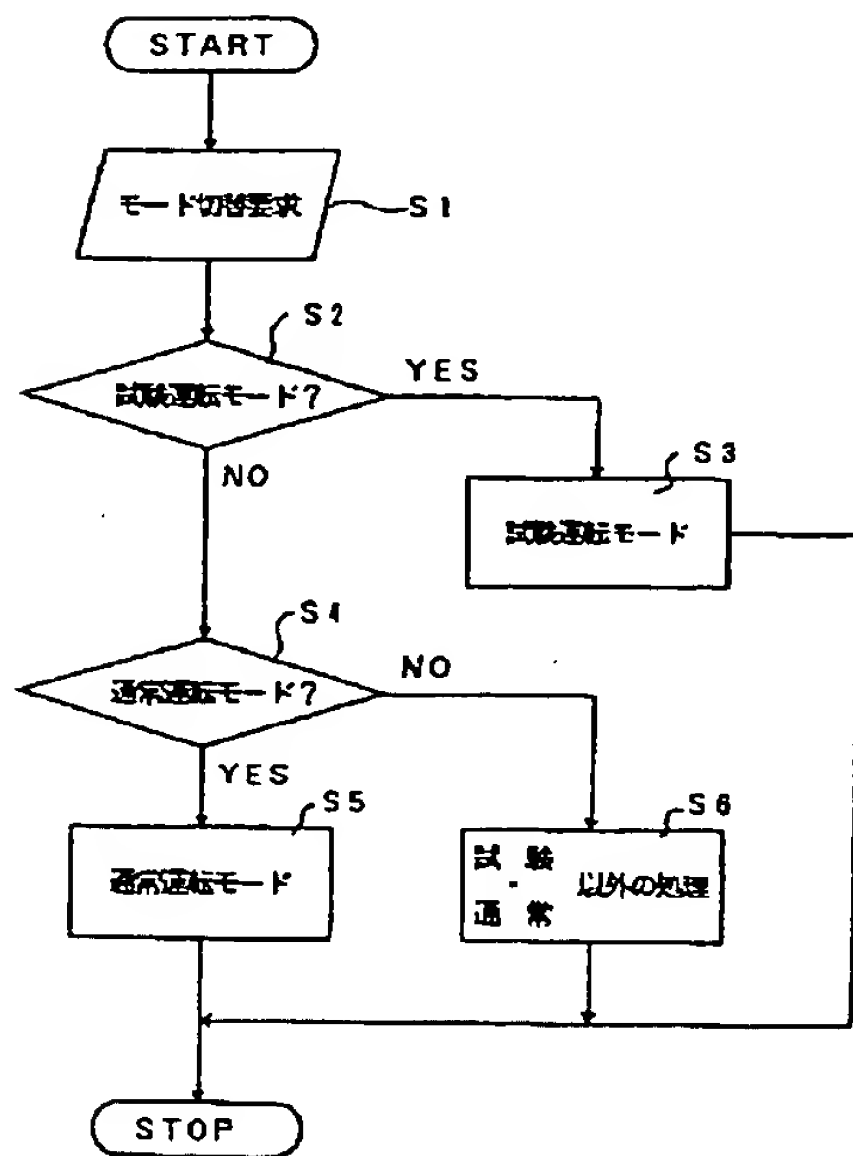 START
モード切替要求
S1
S2
試験運転モード?
YES
NO
S3
試験運転モード
S4
通常運転モード?
NO
YES
S5
通常運転モード
S6
試験・通常 以外の処理
STOP